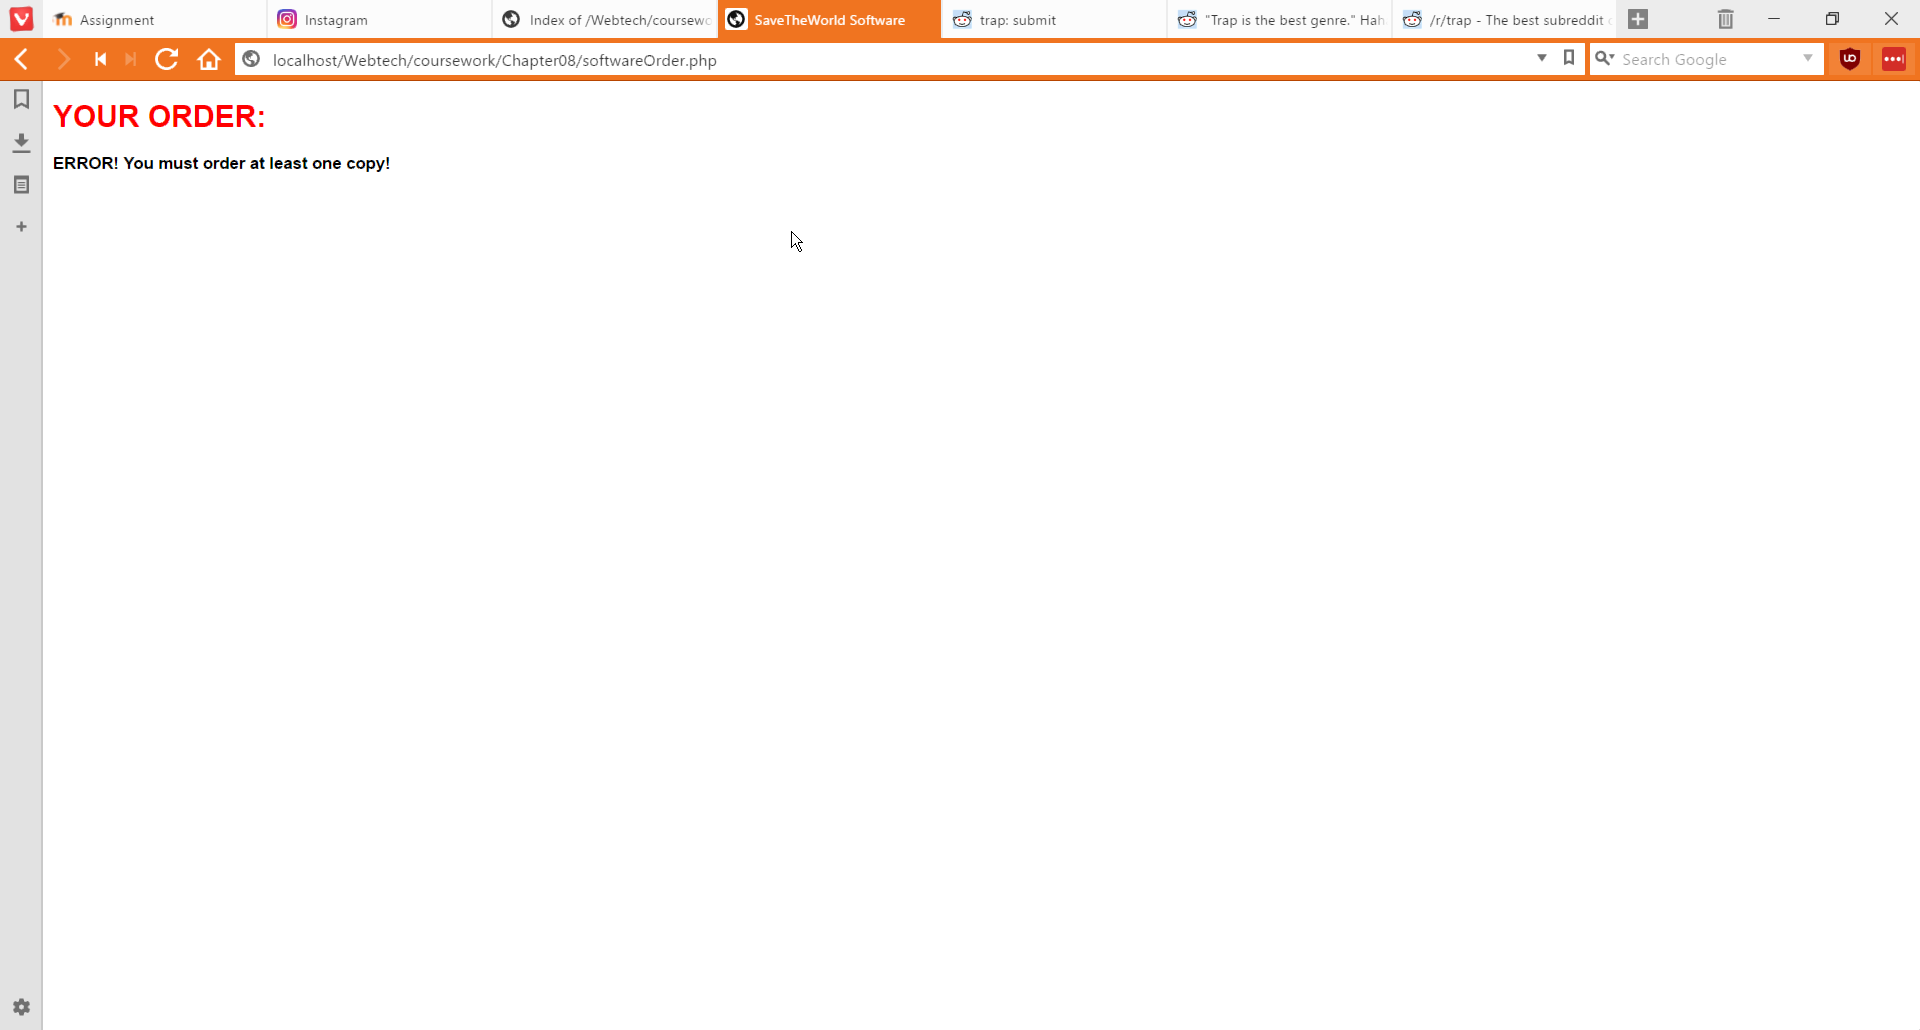 Assignment
Instagram
Index of /Webtech/coursewo
SaveTheWorld Software
trap: submit
"Trap is the best genre." Hah
/r/trap - The best subreddit
localhost/Webtech/coursework/Chapter08/softwareOrder.php
Search Google
YOUR ORDER:
ERROR! You must order at least one copy!